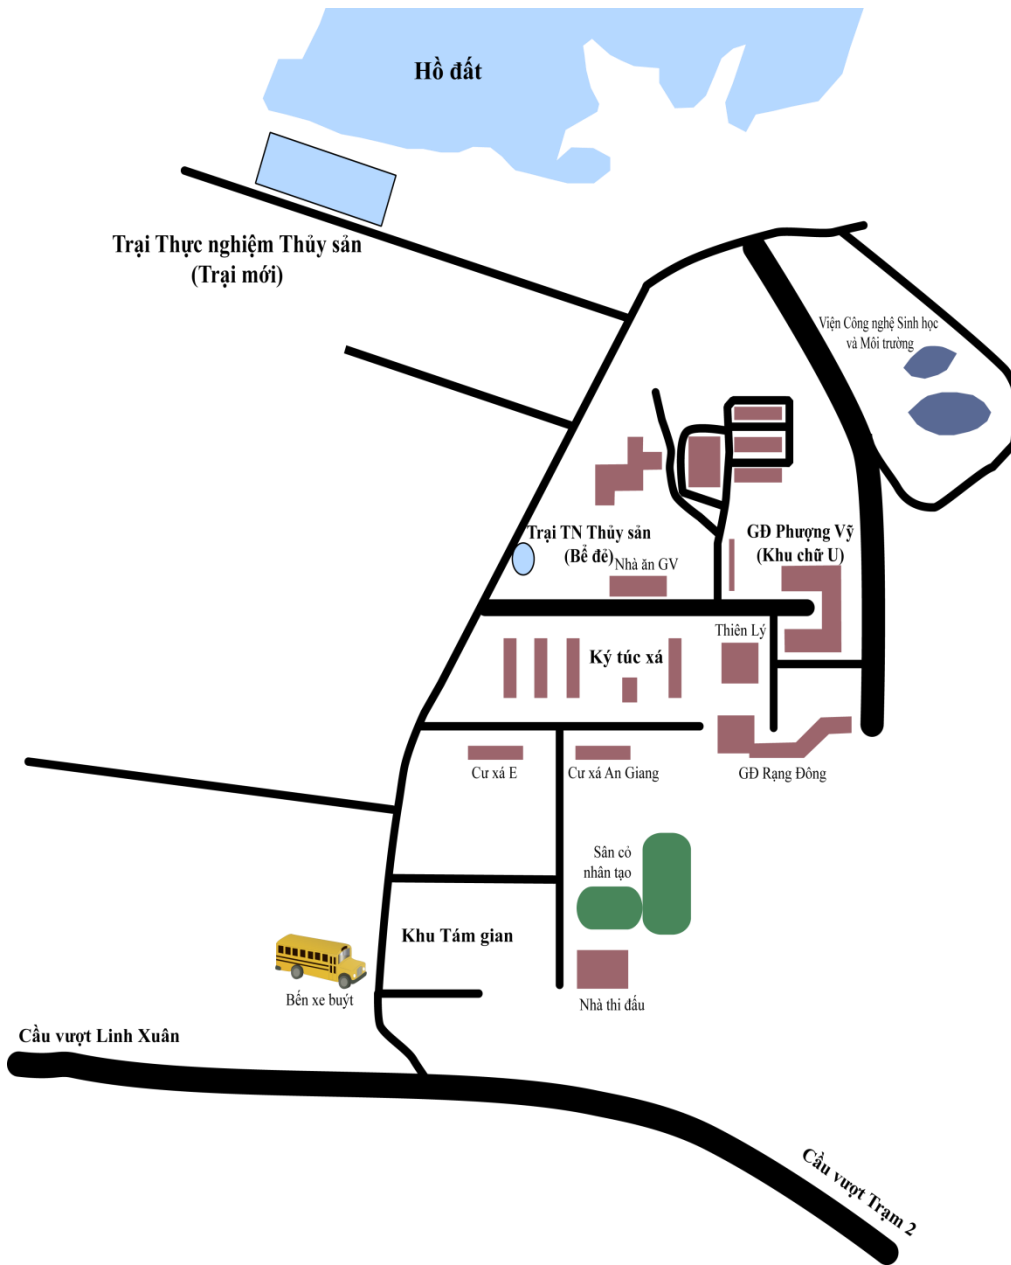 Hồ đất
Trại Thực nghiệm Thủy sản
(Trại mới)
Viện Công nghệ Sinh học
và Môi trường
Trại TN Thủy sản
(Bể đẻ)
GĐ Phượng Vỹ
(Khu chữ U)
Nhà ăn GV
Thiên Lý
Ký túc xá
Cư xá E
Cư xá An Giang
GĐ Rạng Đông
Sân cỏ
nhân tạo
Khu Tám gian
Bến xe buýt
Nhà thi đấu
Cầu vượt Linh Xuân
Cầu vượt Trạm 2